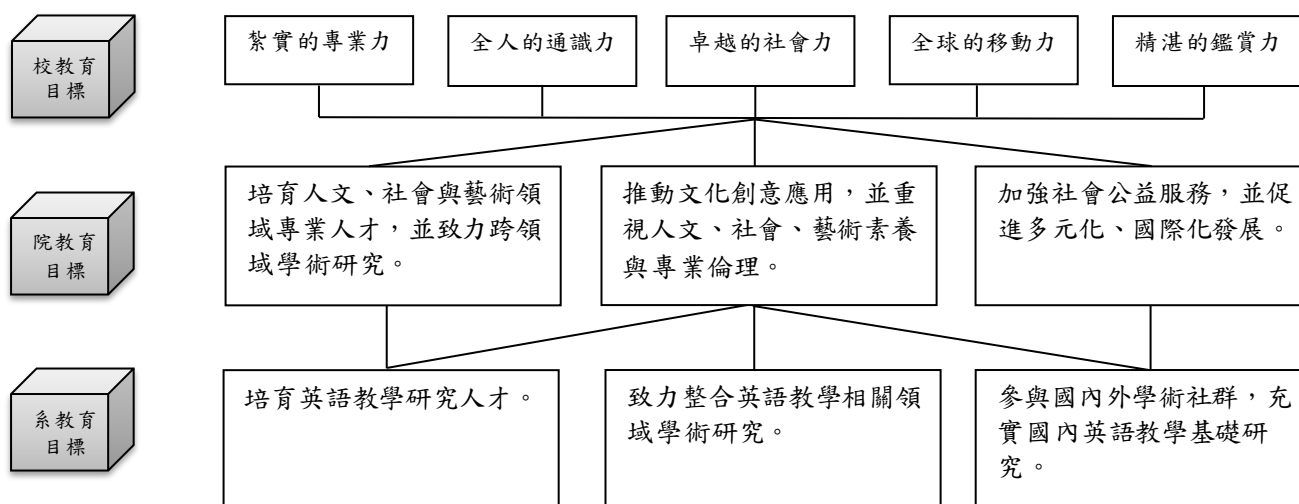 校教育
目標
紮實的專業力
全人的通識力
卓越的社會力
全球的移動力
精湛的鑑賞力
院教育
目標
培育人文、社會與藝術領
域專業人才，並致力跨領
域學術研究。
推動文化創意應用，並重
視人文、社會、藝術素養
與專業倫理。
加強社會公益服務，並促
進多元化、國際化發展。
系教育
目標
培育英語教學研究人才。
致力整合英語教學相關領
域學術研究。
參與國內外學術社群，充
實國內英語教學基礎研
究。